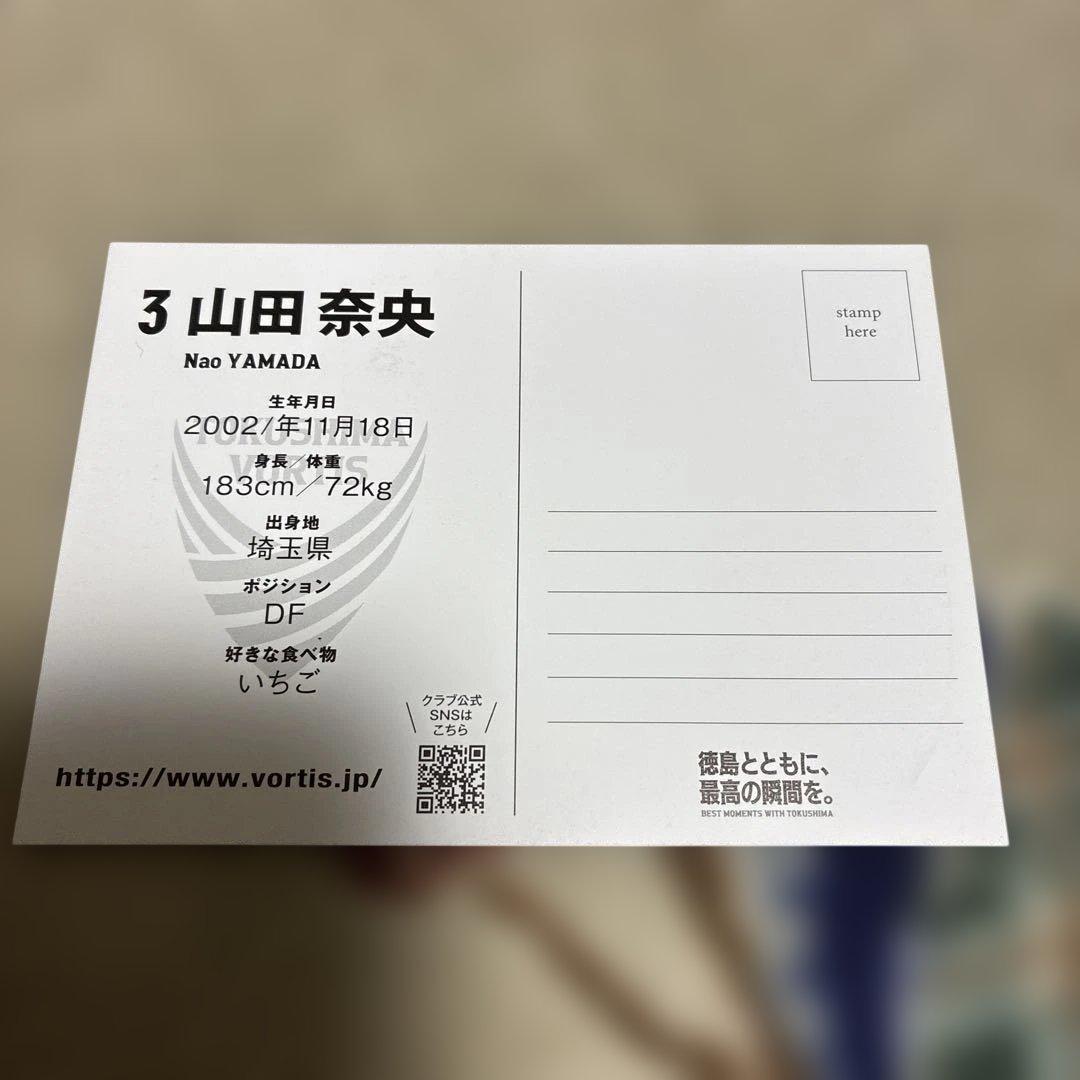 3 山田 奈央
Nao YAMADA
生年月日
2002/年11月18日
TOKUSHIMA
VORTIS
身長／体重
183cm／72kg
出身地
埼玉県
ポジション
DF
好きな食べ物
いちご
クラブ公式
SNSは
こちら
https://www.vortis.jp/
stamp
here
徳島とともに、
最高の瞬間を。
BEST MOMENTS WITH TOKUSHIMA